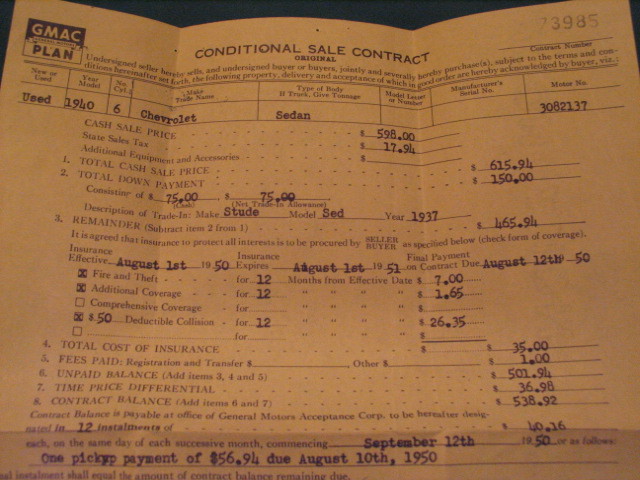 GMAC
PLAN
73985
CONDITIONAL SALE CONTRACT
ORIGINAL
Contract Number
Undersigned seller hereby sells, and undersigned buyer or buyers, jointly and severally hereby purchase(s), subject to the terms and con-
ditions hereinafter set forth, the following property, delivery and acceptance of which in good order are hereby acknowledged by buyer, viz.:
New or Used Year Model No. Cyl. Make Trade Name Type of Body If Truck, Give Tonnage Model Letter or Number Manufacturer's Serial No. Motor No.
Used 1940 6 Chevrolet Sedan 3082137
CASH SALE PRICE $ 598.00
State Sales Tax $ 17.94
Additional Equipment and Accessories $
1. TOTAL CASH SALE PRICE $ 615.94
2. TOTAL DOWN PAYMENT $ 150.00
Consisting of $ 75.00 $ 75.00
(Cash) (Net Trade-In Allowance)
Description of Trade-In: Make Stude Model Sed Year 1937
3. REMAINDER (Subtract item 2 from 1) $ 465.94
It is agreed that insurance to protect all interests is to be procured by SELLER BUYER as specified below (check form of coverage).
Insurance Effective August 1st 1950 Insurance Expires August 1st 1951 Final Payment on Contract Due August 12th 50
x Fire and Theft for 12 Months from Effective Date $ 7.00
x Additional Coverage for 12 " " " " $ 1.65
Comprehensive Coverage for " " " " $
x $50 Deductible Collision for 12 " " " " $ 26.35
for " " " " $
4. TOTAL COST OF INSURANCE $ 35.00
5. FEES PAID: Registration and Transfer $ , Other $ $ 1.00
6. UNPAID BALANCE (Add items 3, 4 and 5) $ 501.94
7. TIME PRICE DIFFERENTIAL $ 36.98
8. CONTRACT BALANCE (Add items 6 and 7) $ 538.92
Contract Balance is payable at office of General Motors Acceptance Corp. to be hereafter desig-
nated in 12 instalments of $ 40.16
each, on the same day of each successive month, commencing September 12th 1950 or as follows:
One pickup payment of $56.94 due August 10th, 1950
instalment shall equal the amount of contract balance remaining due.